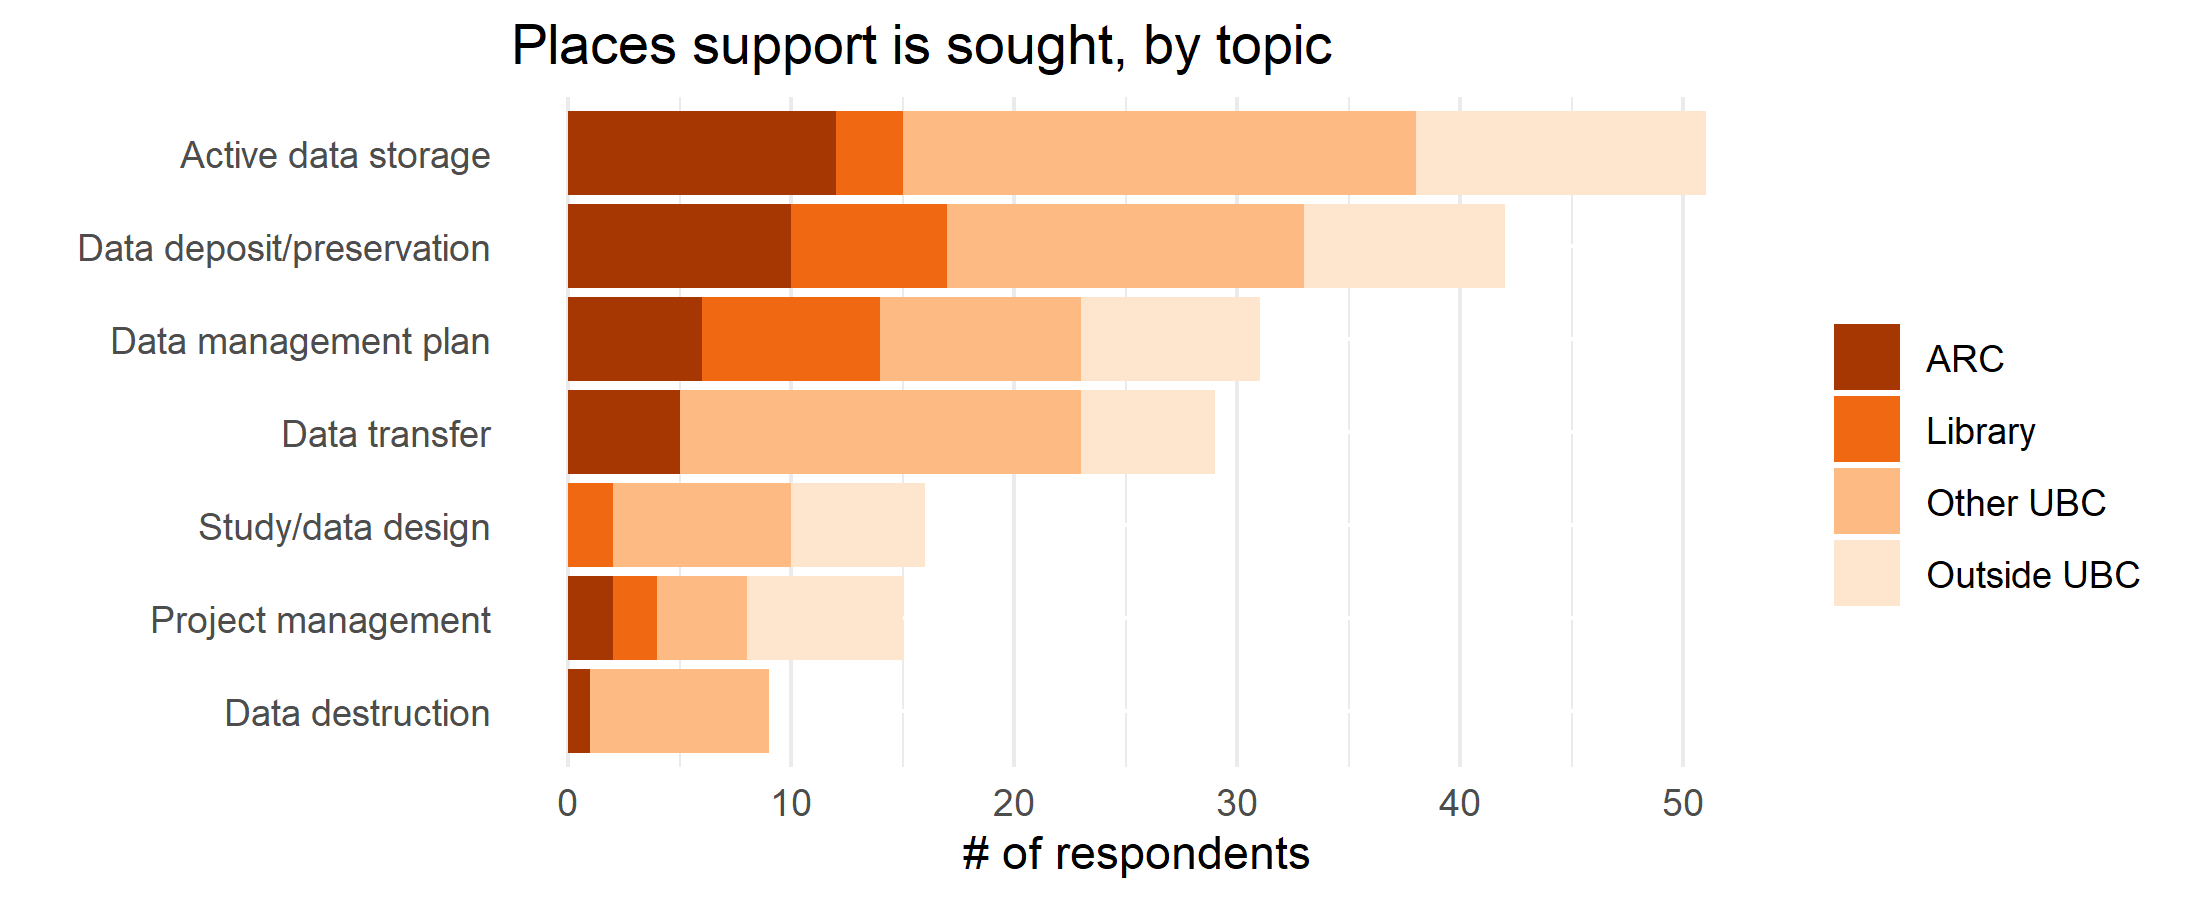 Places support is sought, by topic
Active data storage
Data deposit/preservation
Data management plan
Data transfer
Study/data design
Project management
Data destruction
0 10 20 30 40 50
# of respondents
ARC
Library
Other UBC
Outside UBC